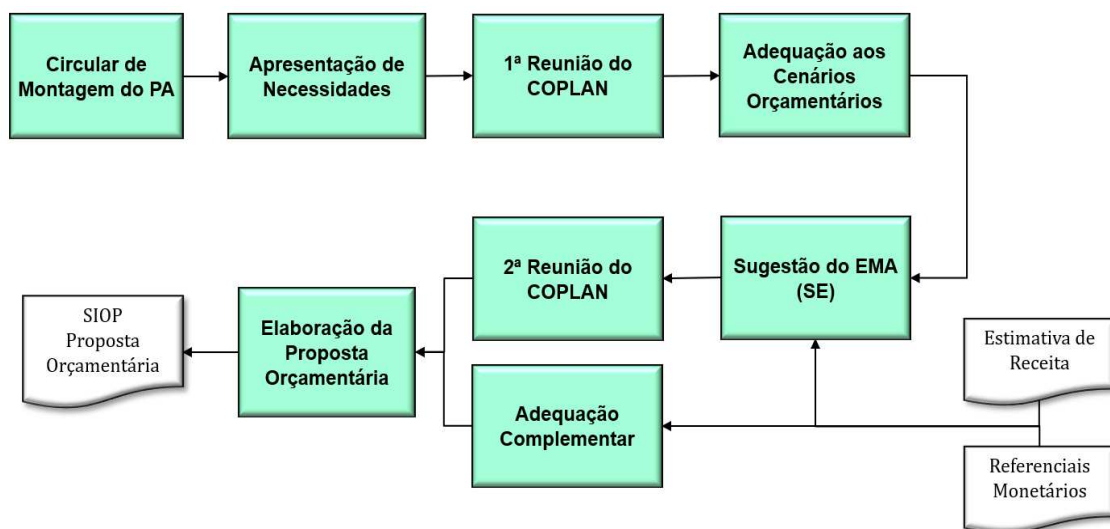 Circular de
Montagem do PA
Apresentação de
Necessidades
1ª Reunião do
COPLAN
Adequação aos
Cenários
Orçamentários
Sugestão do EMA
(SE)
2ª Reunião do
COPLAN
Adequação
Complementar
Elaboração da
Proposta
Orçamentária
SIOP
Proposta
Orçamentária
Estimativa de
Receita
Referenciais
Monetários